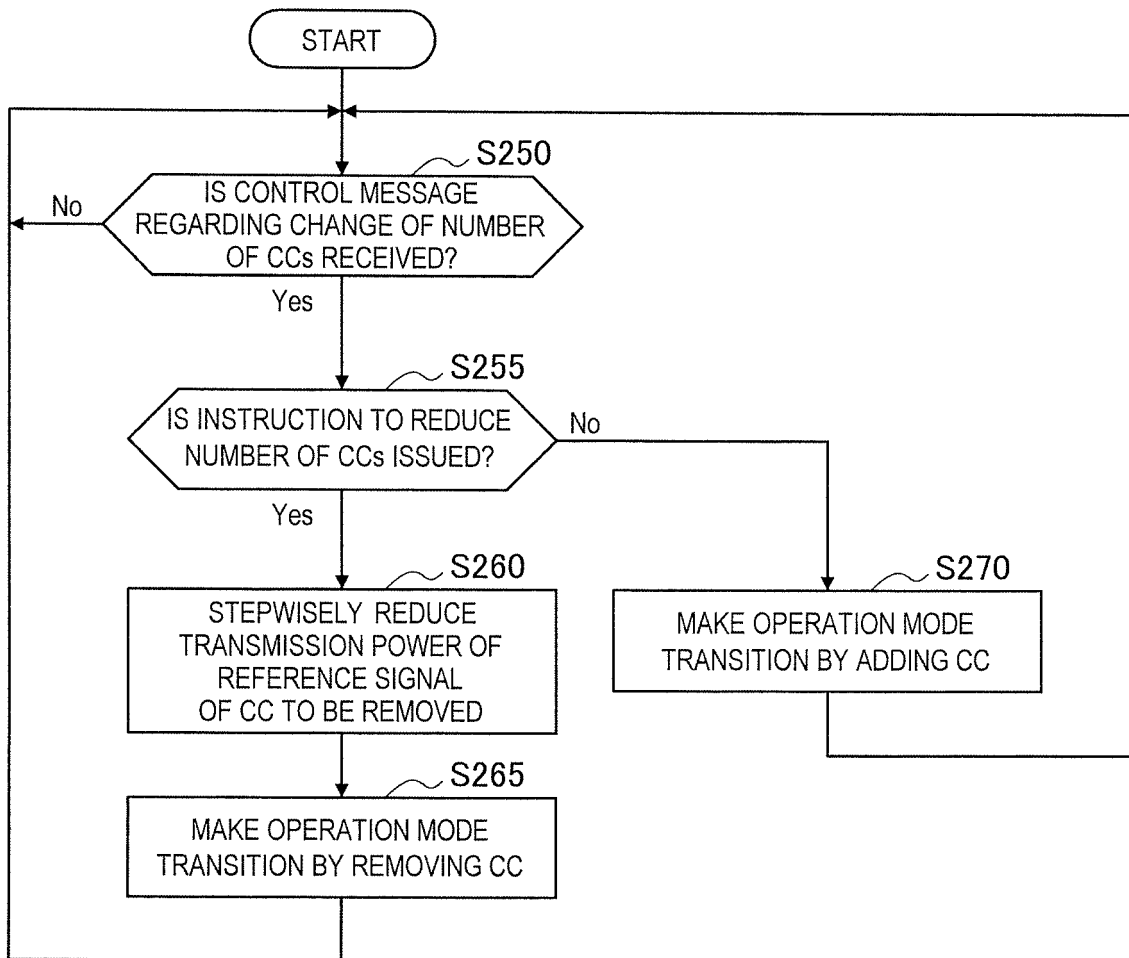 START
S250
IS CONTROL MESSAGE
REGARDING CHANGE OF NUMBER
OF CCs RECEIVED?
No
Yes
S255
IS INSTRUCTION TO REDUCE
NUMBER OF CCs ISSUED?
No
Yes
S260
STEPWISELY REDUCE
TRANSMISSION POWER OF
REFERENCE SIGNAL
OF CC TO BE REMOVED
S270
MAKE OPERATION MODE
TRANSITION BY ADDING CC
S265
MAKE OPERATION MODE
TRANSITION BY REMOVING CC